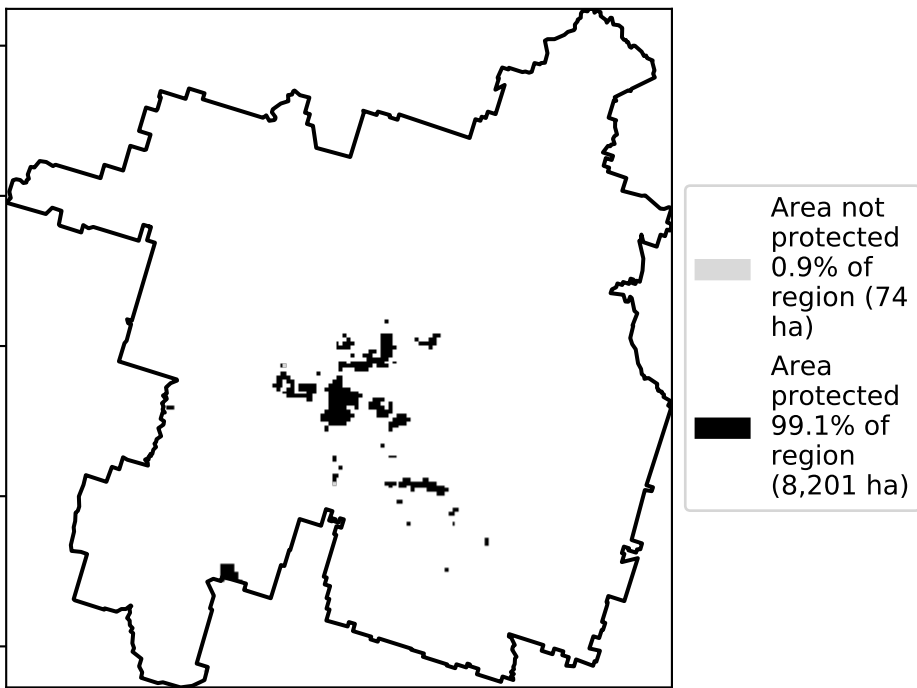 Area not
protected
0.9% of
region (74
ha)
Area
protected
99.1% of
region
(8,201 ha)